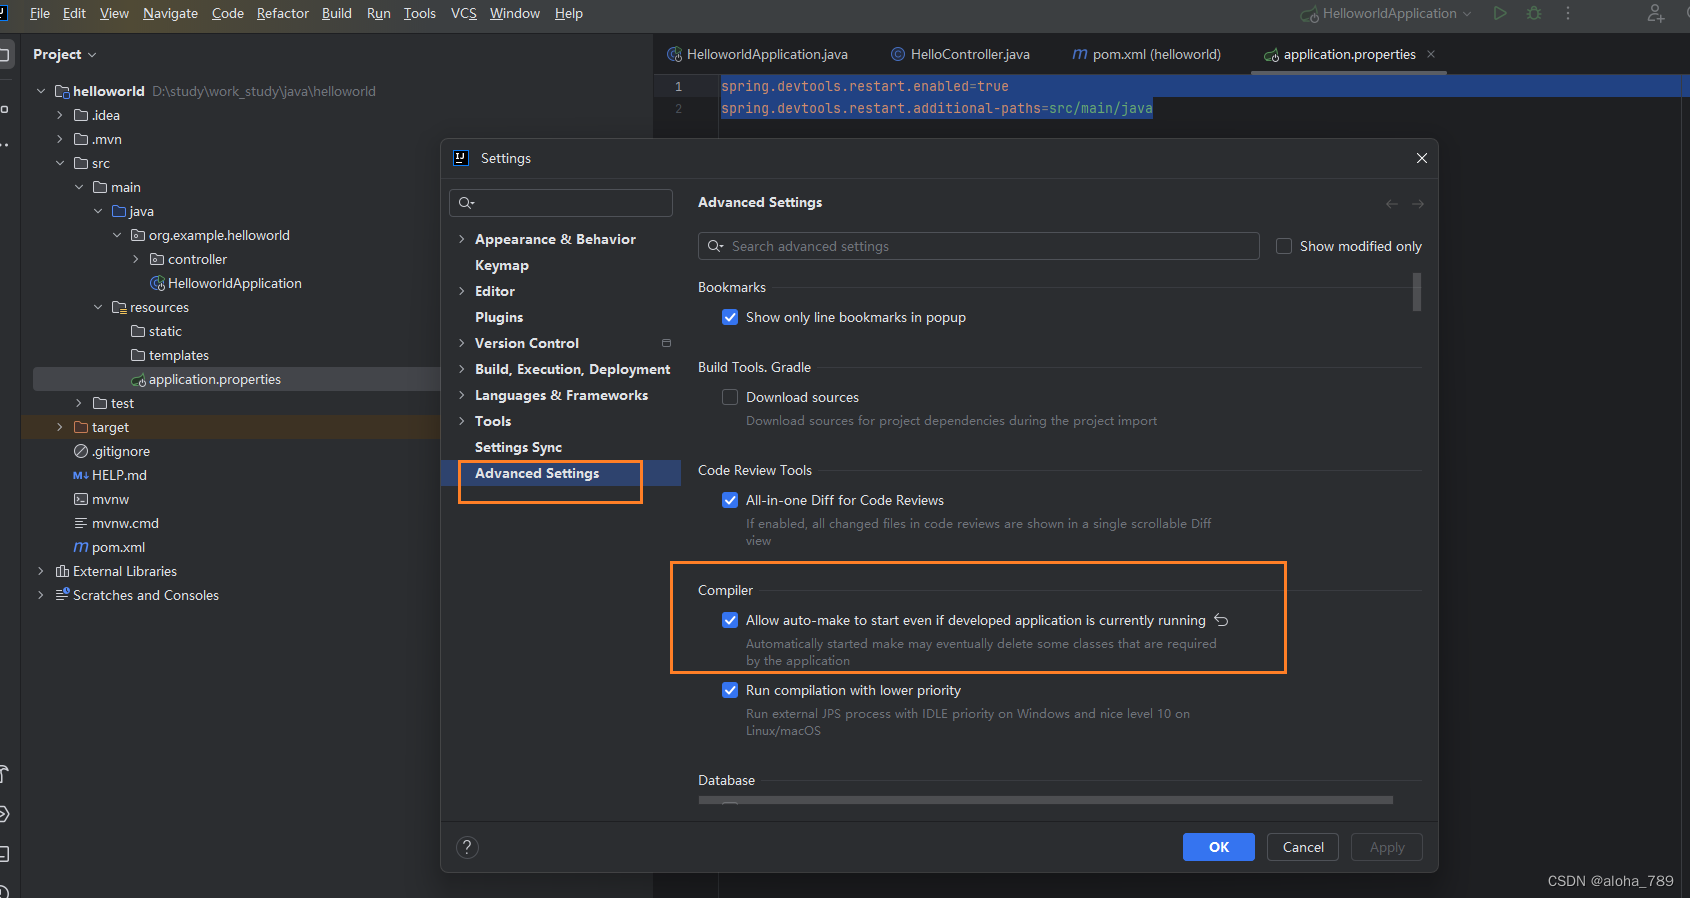 File Edit View Navigate Code Refactor Build Run Tools VCS Window Help
HelloworldApplication
Project
HelloworldApplication.java
HelloController.java
pom.xml (helloworld)
application.properties
helloworld D:\study\work_study\java\helloworld
.idea
.mvn
src
main
java
org.example.helloworld
controller
HelloworldApplication
resources
static
templates
application.properties
test
target
.gitignore
HELP.md
mvnw
mvnw.cmd
pom.xml
External Libraries
Scratches and Consoles
1 spring.devtools.restart.enabled=true
2 spring.devtools.restart.additional-paths=src/main/java
Settings
Appearance & Behavior
Keymap
Editor
Plugins
Version Control
Build, Execution, Deployment
Languages & Frameworks
Tools
Settings Sync
Advanced Settings
Advanced Settings
Search advanced settings
Show modified only
Bookmarks
Show only line bookmarks in popup
Build Tools. Gradle
Download sources
Download sources for project dependencies during the project import
Code Review Tools
All-in-one Diff for Code Reviews
If enabled, all changed files in code reviews are shown in a single scrollable Diff
view
Compiler
Allow auto-make to start even if developed application is currently running
Automatically started make may eventually delete some classes that are required
by the application
Run compilation with lower priority
Run external JPS process with IDLE priority on Windows and nice level 10 on
Linux/macOS
Database
?
OK
Cancel
Apply
CSDN @aloha_789